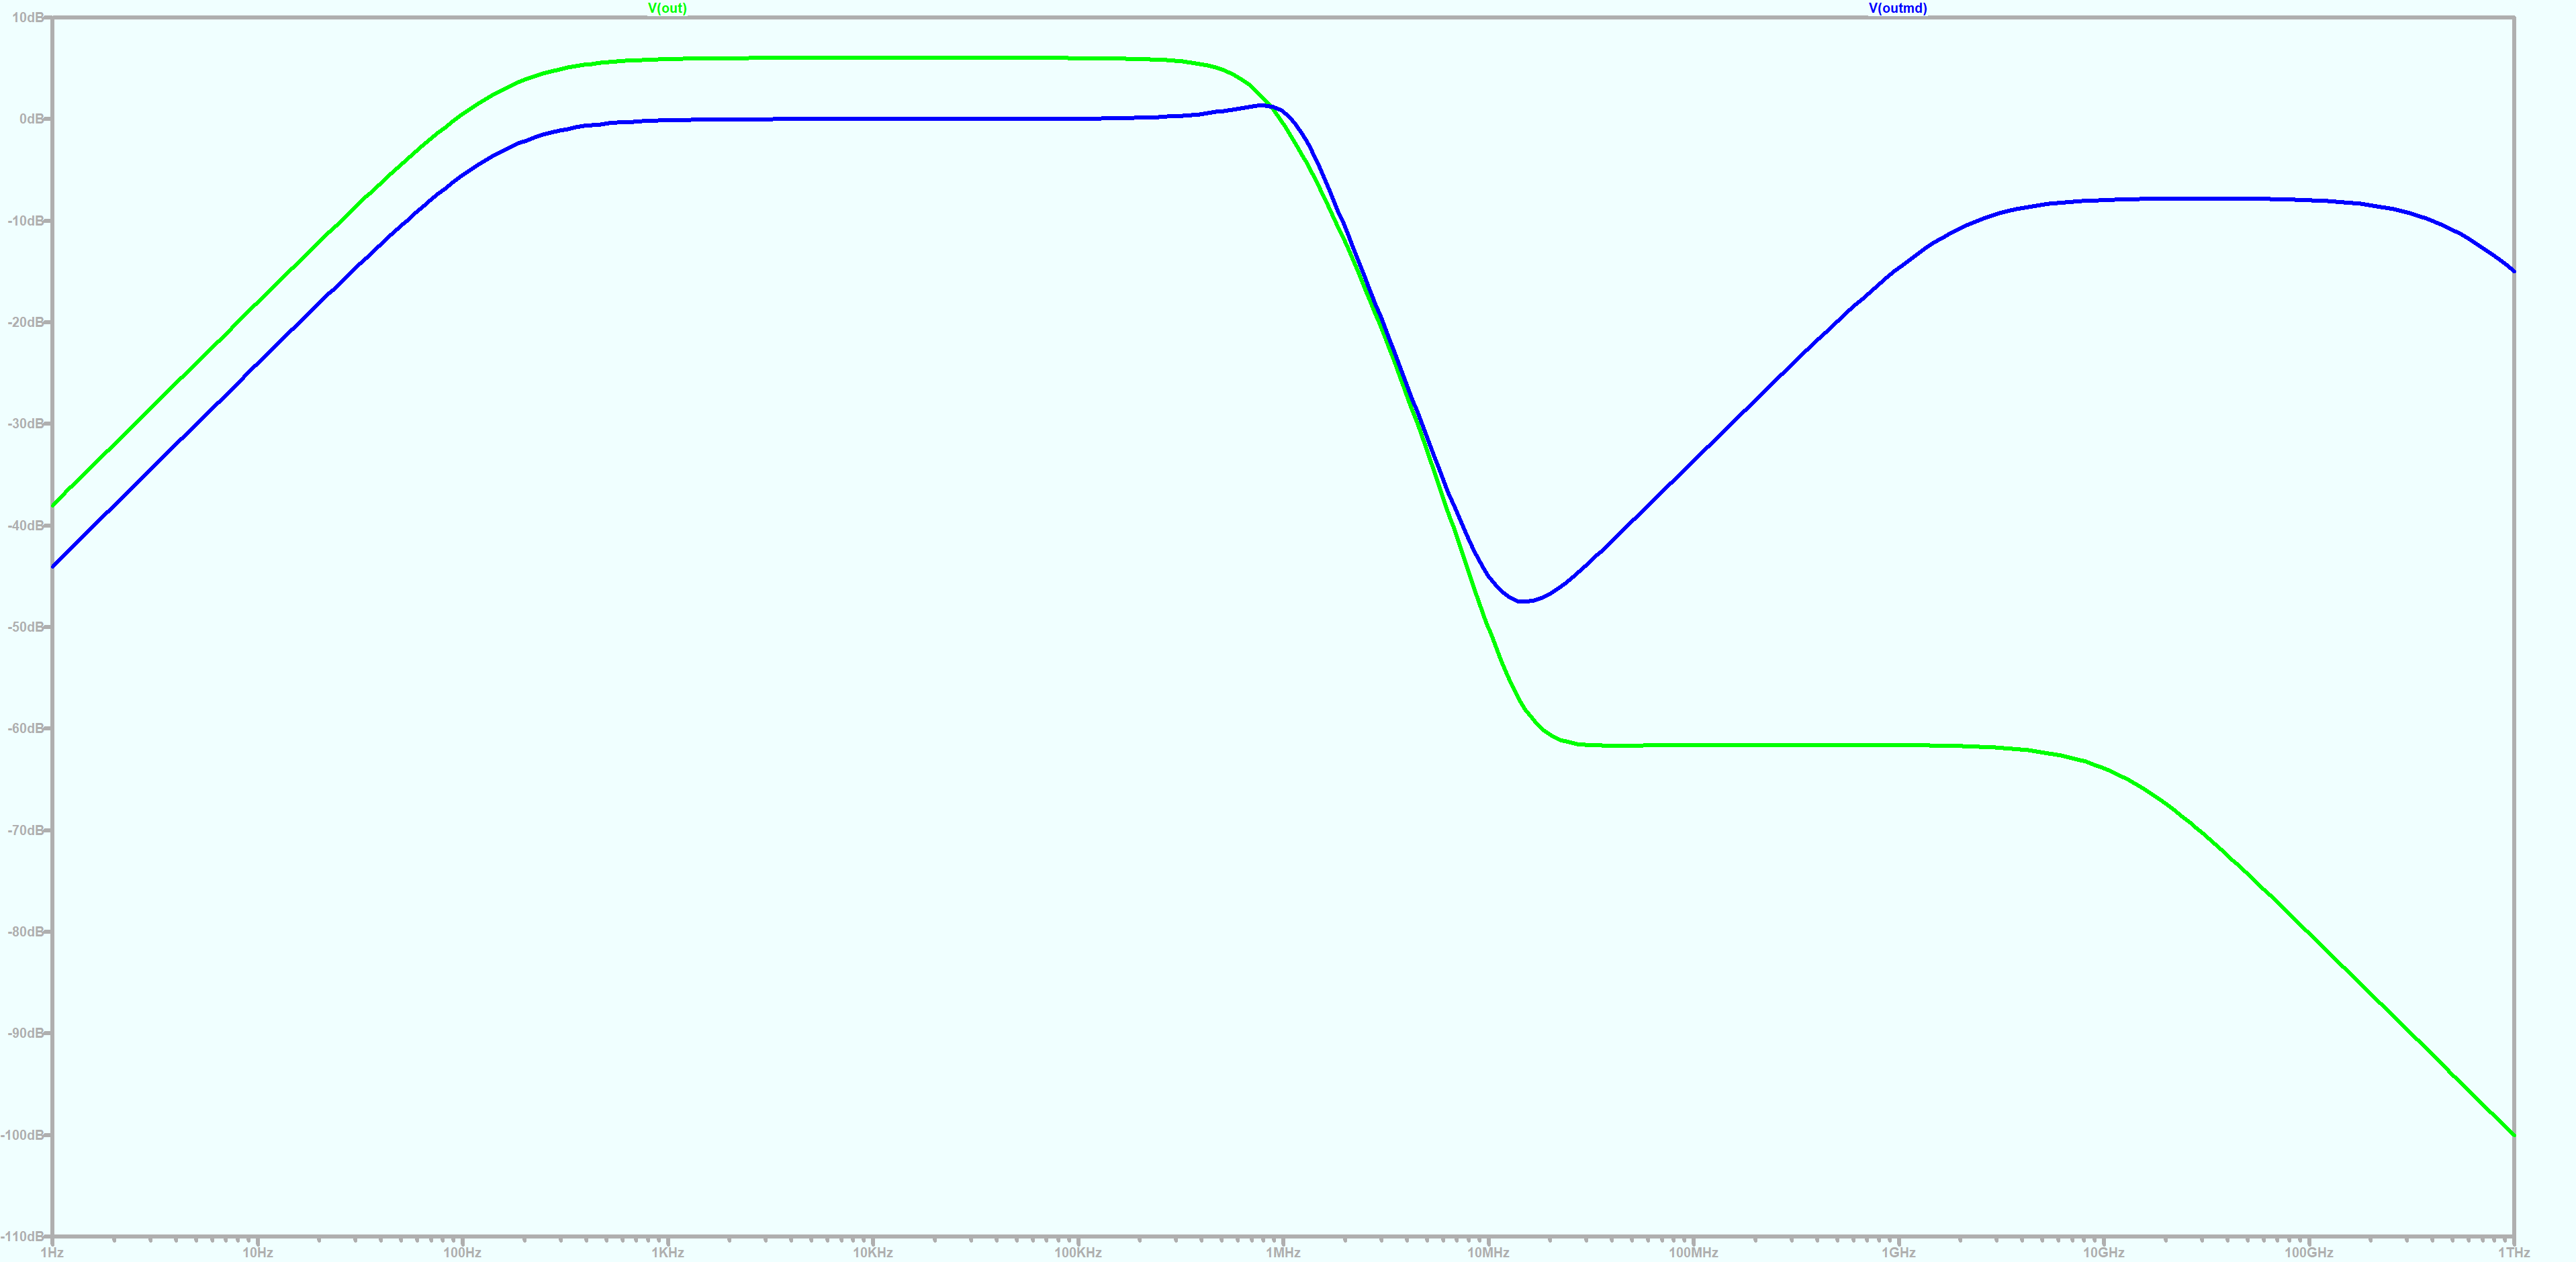 V(out) V(outmd)
10dB
0dB
-10dB
-20dB
-30dB
-40dB
-50dB
-60dB
-70dB
-80dB
-90dB
-100dB
-110dB
1Hz 10Hz 100Hz 1KHz 10KHz 100KHz 1MHz 10MHz 100MHz 1GHz 10GHz 100GHz 1THz